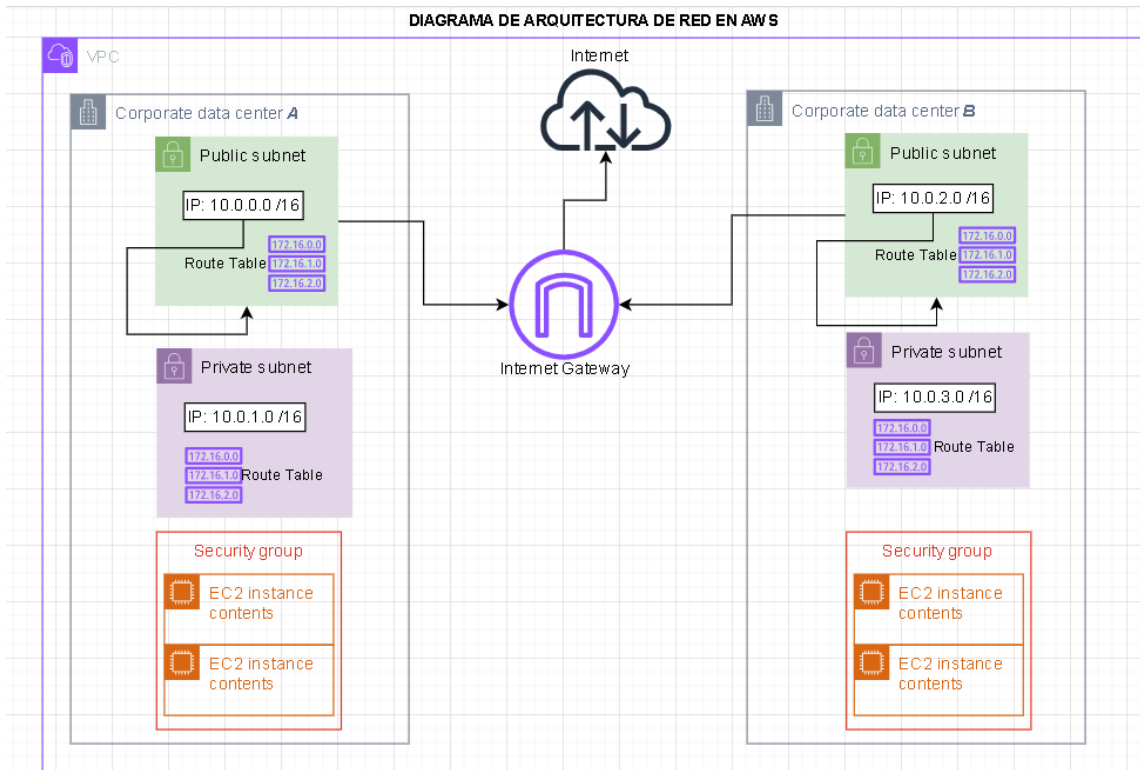 DIAGRAMA DE ARQUITECTURA DE RED EN AWS
VPC
Internet
Corporate data center A
Public subnet
IP: 10.0.0.0 /16
172.16.0.0
Route Table 172.16.1.0
172.16.2.0
Private subnet
IP: 10.0.1.0 /16
172.16.0.0
172.16.1.0 Route Table
172.16.2.0
Security group
EC2 instance
contents
EC2 instance
contents
Internet Gateway
Corporate data center B
Public subnet
IP: 10.0.2.0 /16
172.16.0.0
Route Table 172.16.1.0
172.16.2.0
Private subnet
IP: 10.0.3.0 /16
172.16.0.0
172.16.1.0 Route Table
172.16.2.0
Security group
EC2 instance
contents
EC2 instance
contents